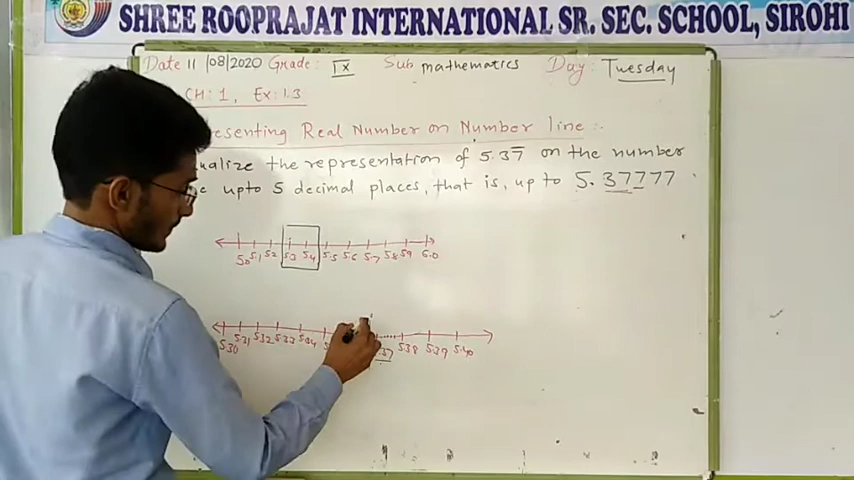 SHREE ROOPRAJAT INTERNATIONAL SR. SEC. SCHOOL, SIROHI
Date 11/08/2020 Grade: IX Sub mathematics Day: Tuesday
CH: 1, Ex: 1.3
esenting Real Number on Number line :-
ualize the representation of 5.37̅ on the number
e upto 5 decimal places, that is, up to 5.37777
5.0 5.1 5.2 5.3 5.4 5.5 5.6 5.7 5.8 5.9 6.0
5.30 5.31 5.32 5.33 5.34 5.37 5.38 5.39 5.40